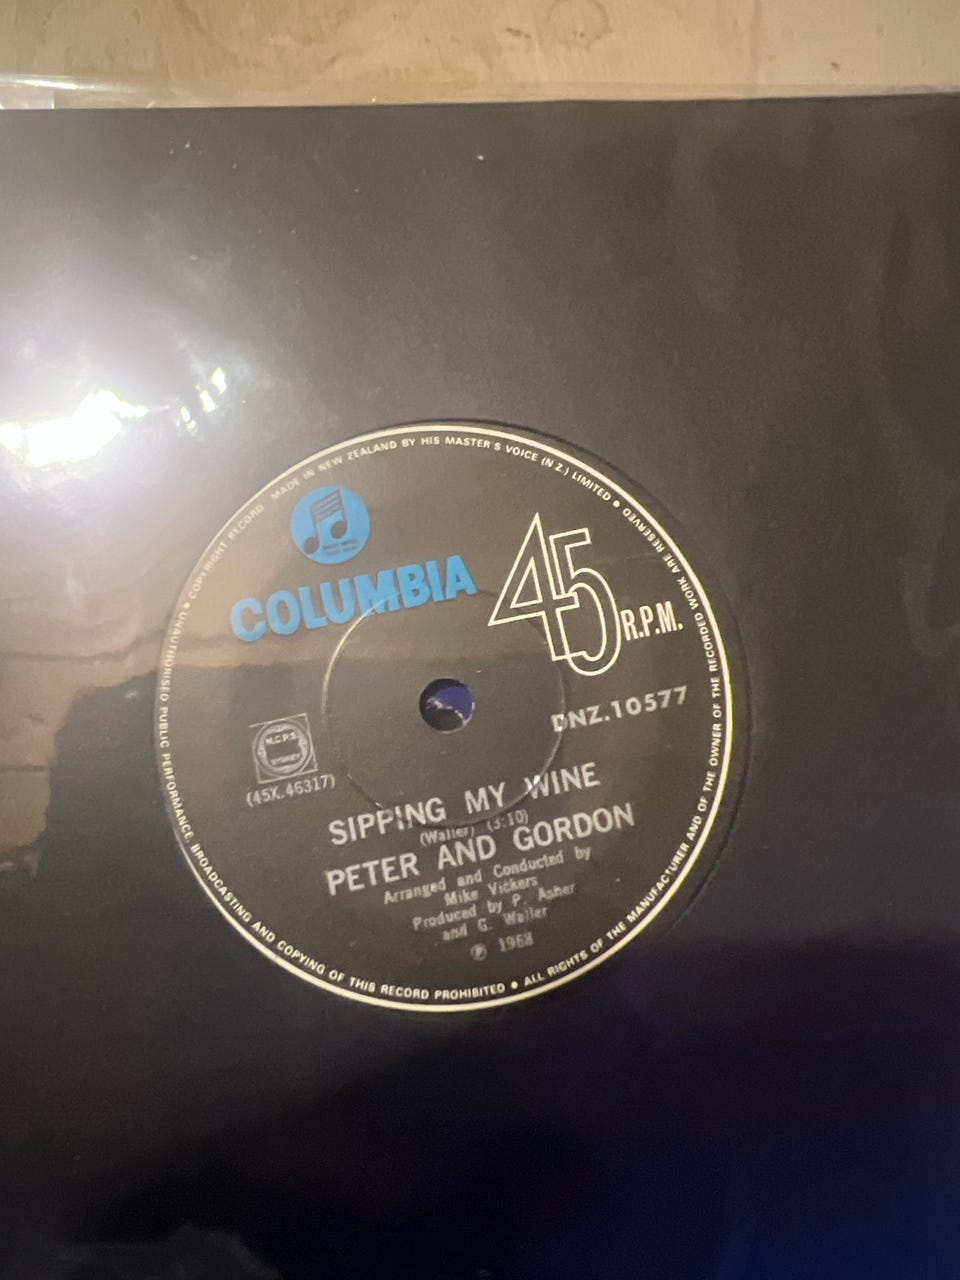 MADE IN NEW ZEALAND BY HIS MASTER'S VOICE (N.Z.) LIMITED • ALL RIGHTS OF THE MANUFACTURER AND OF THE OWNER OF THE RECORDED WORK ARE RESERVED
• UNAUTHORISED PUBLIC PERFORMANCE, BROADCASTING AND COPYING OF THIS RECORD PROHIBITED •
• COPYRIGHT RECORD
COLUMBIA
45 R.P.M.
DNZ.10577
M.C.P.S.
SYDNEY
(45X.46317)
SIPPING MY WINE
(Waller) (3:10)
PETER AND GORDON
Arranged and Conducted by
Mike Vickers
Produced by P. Asher
and G. Waller
℗ 1968